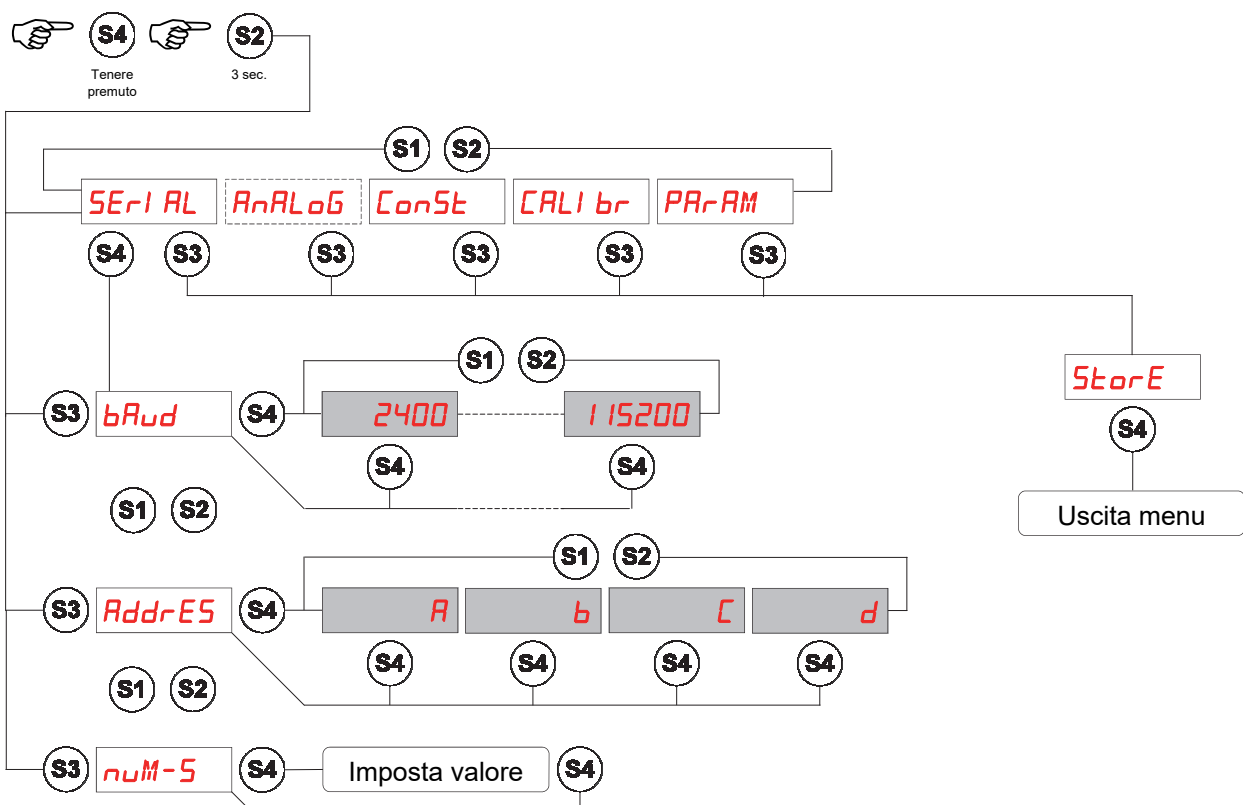 S4 S2
Tenere
premuto
3 sec.
S1 S2
SErIAL AnALoG ConSt CALIbr PArAM
S4 S3 S3 S3 S3 S3
S1 S2
StorE
S3 bAud S4 2400 115200
S4
S4 S4
S1 S2
Uscita menu
S1 S2
S3 AddrES S4 A b C d
S4 S4 S4 S4
S1 S2
S3 nuM-S S4 Imposta valore S4